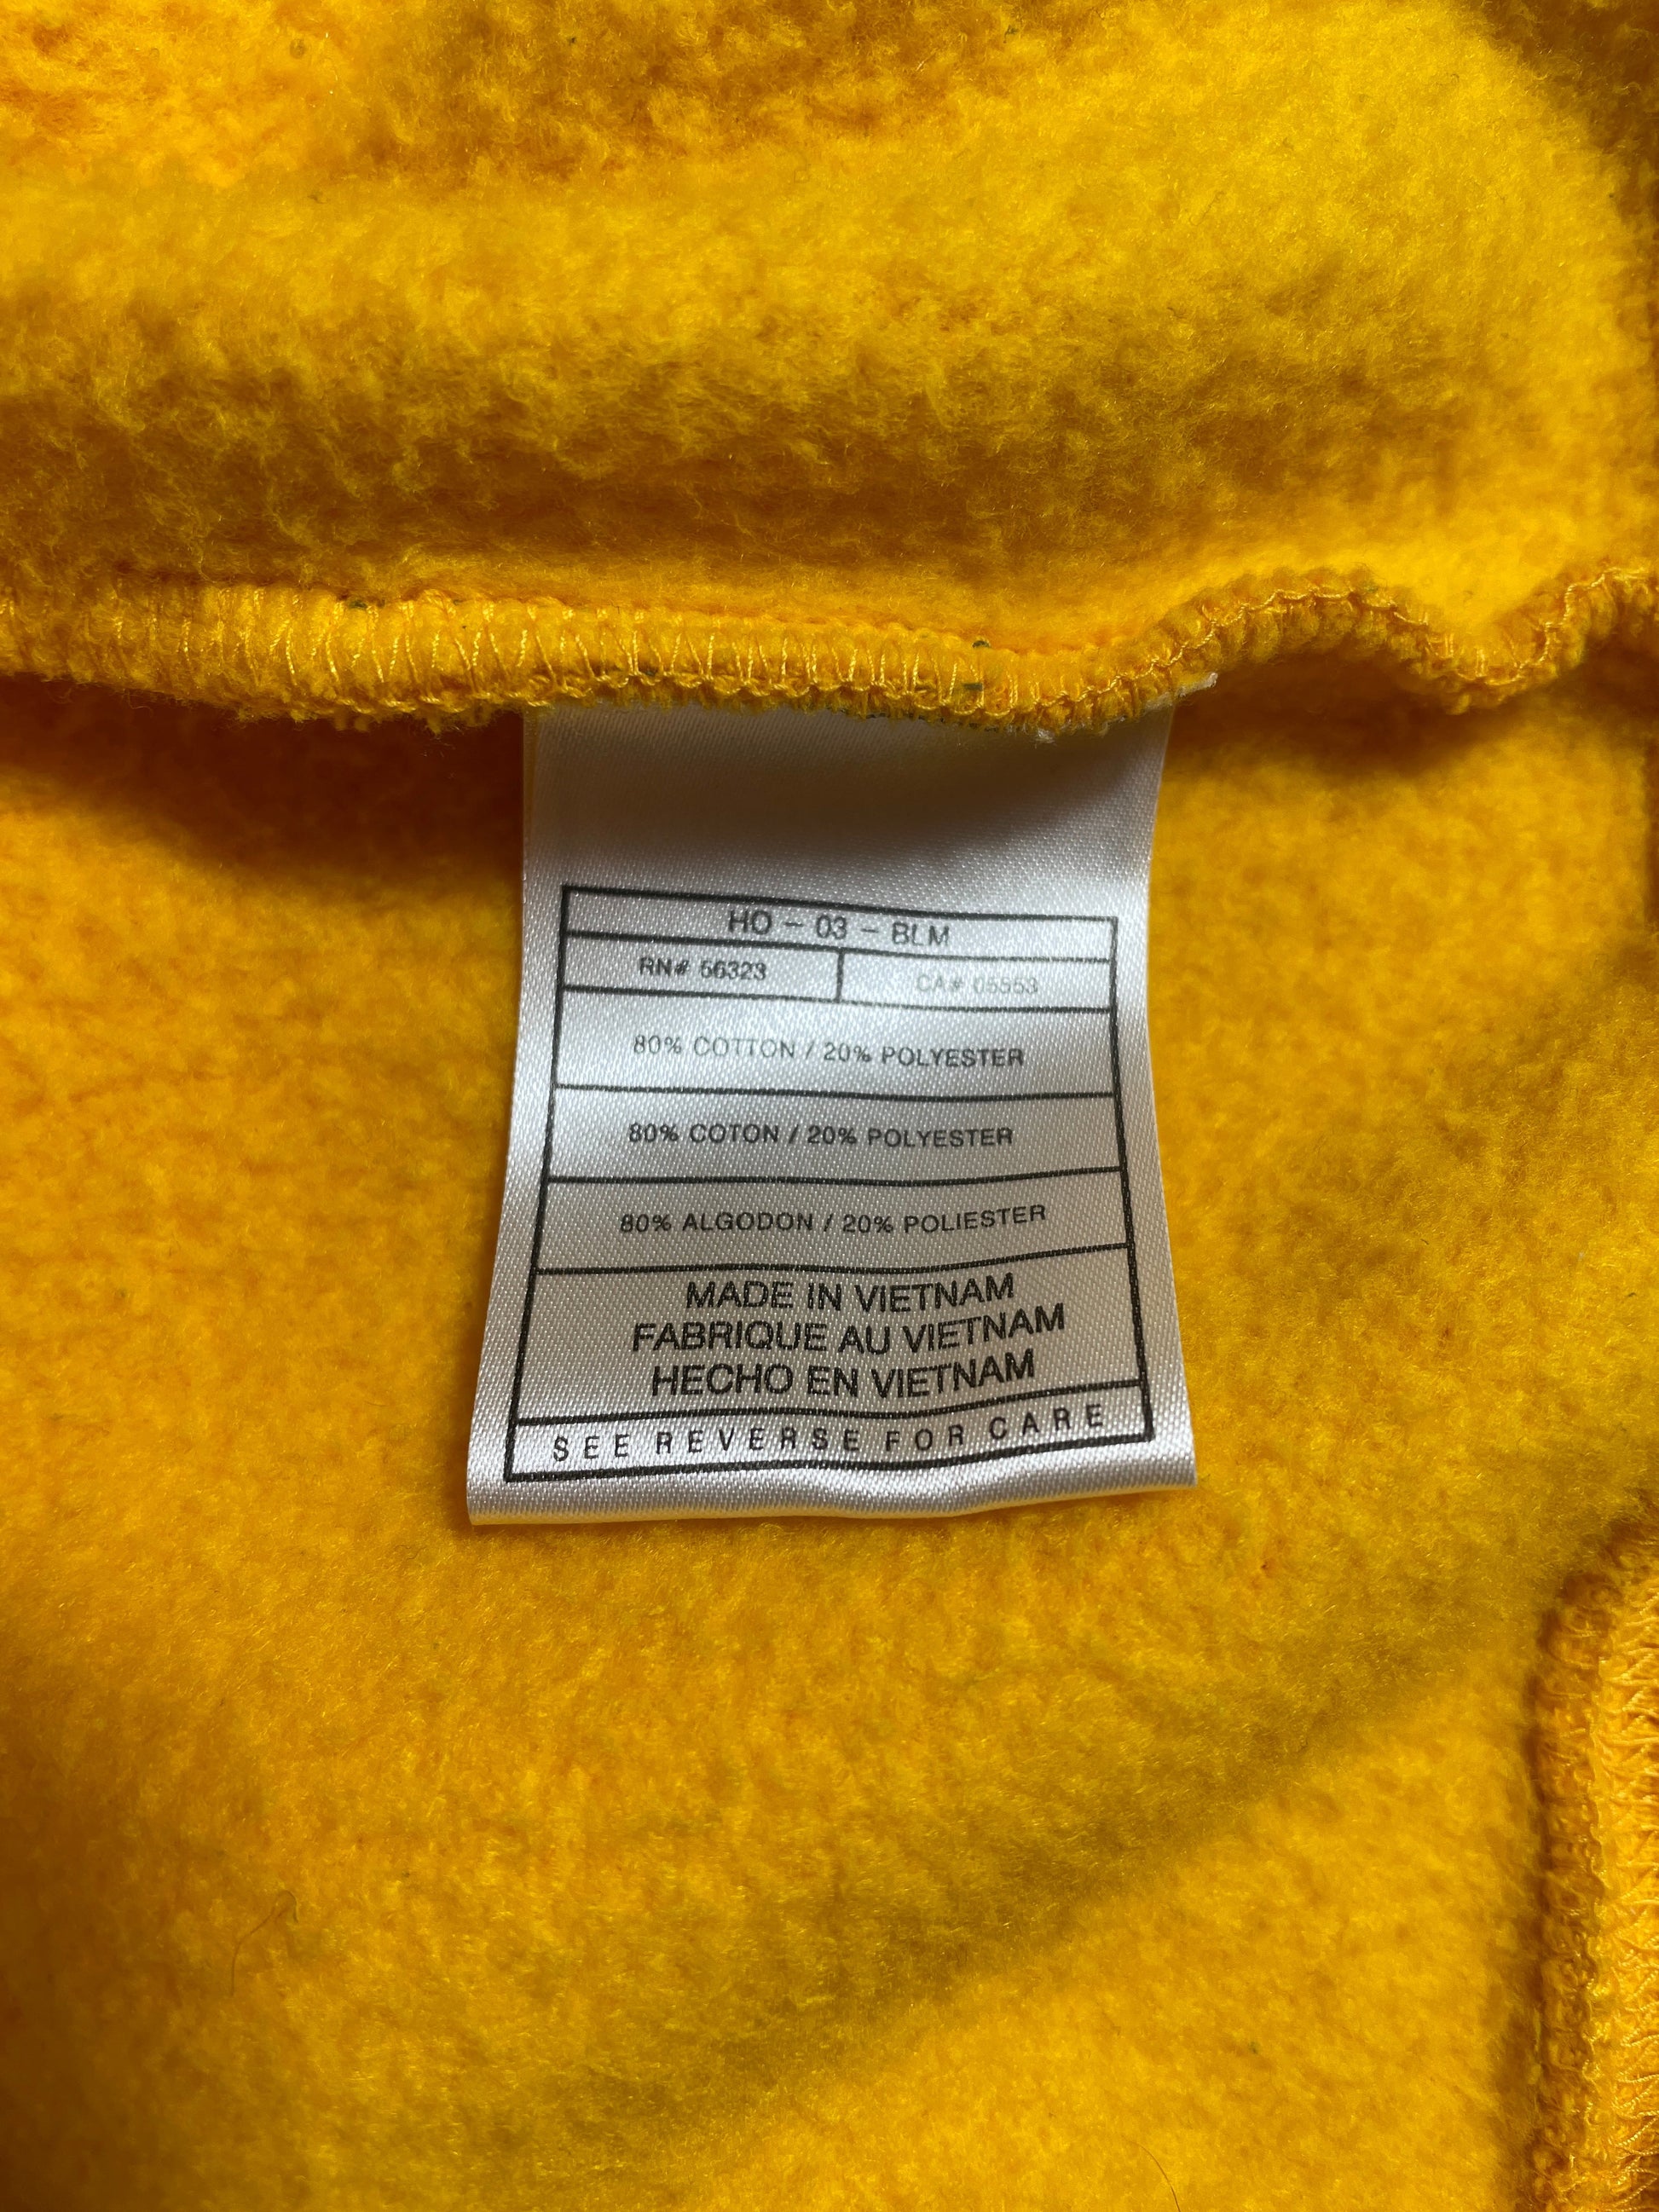 HO - 03 - BLM
RN# 56323 CA# 05553
80% COTTON / 20% POLYESTER
80% COTON / 20% POLYESTER
80% ALGODON / 20% POLIESTER
MADE IN VIETNAM
FABRIQUE AU VIETNAM
HECHO EN VIETNAM
SEE REVERSE FOR CARE